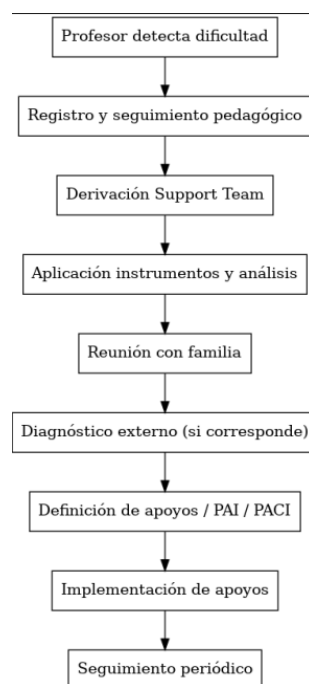 Profesor detecta dificultad
Registro y seguimiento pedagógico
Derivación Support Team
Aplicación instrumentos y análisis
Reunión con familia
Diagnóstico externo (si corresponde)
Definición de apoyos / PAI / PACI
Implementación de apoyos
Seguimiento periódico